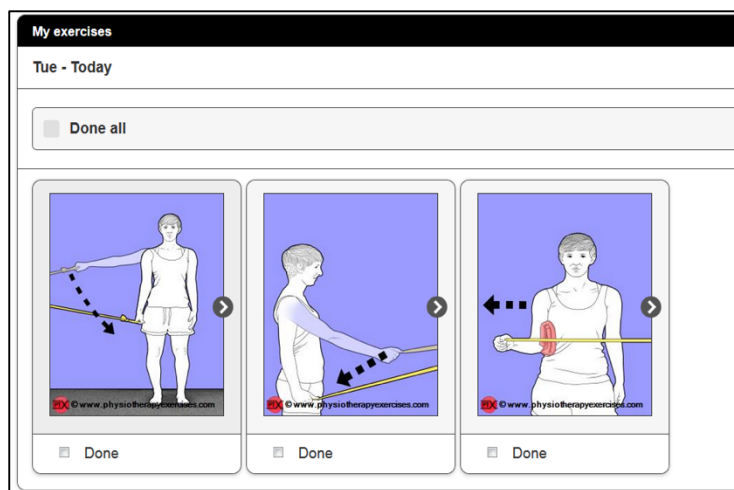 My exercises
Tue - Today
Done all
PTX © www.physiotherapyexercises.com
PTX © www.physiotherapyexercises.com
PTX © www.physiotherapyexercises.com
Done
Done
Done